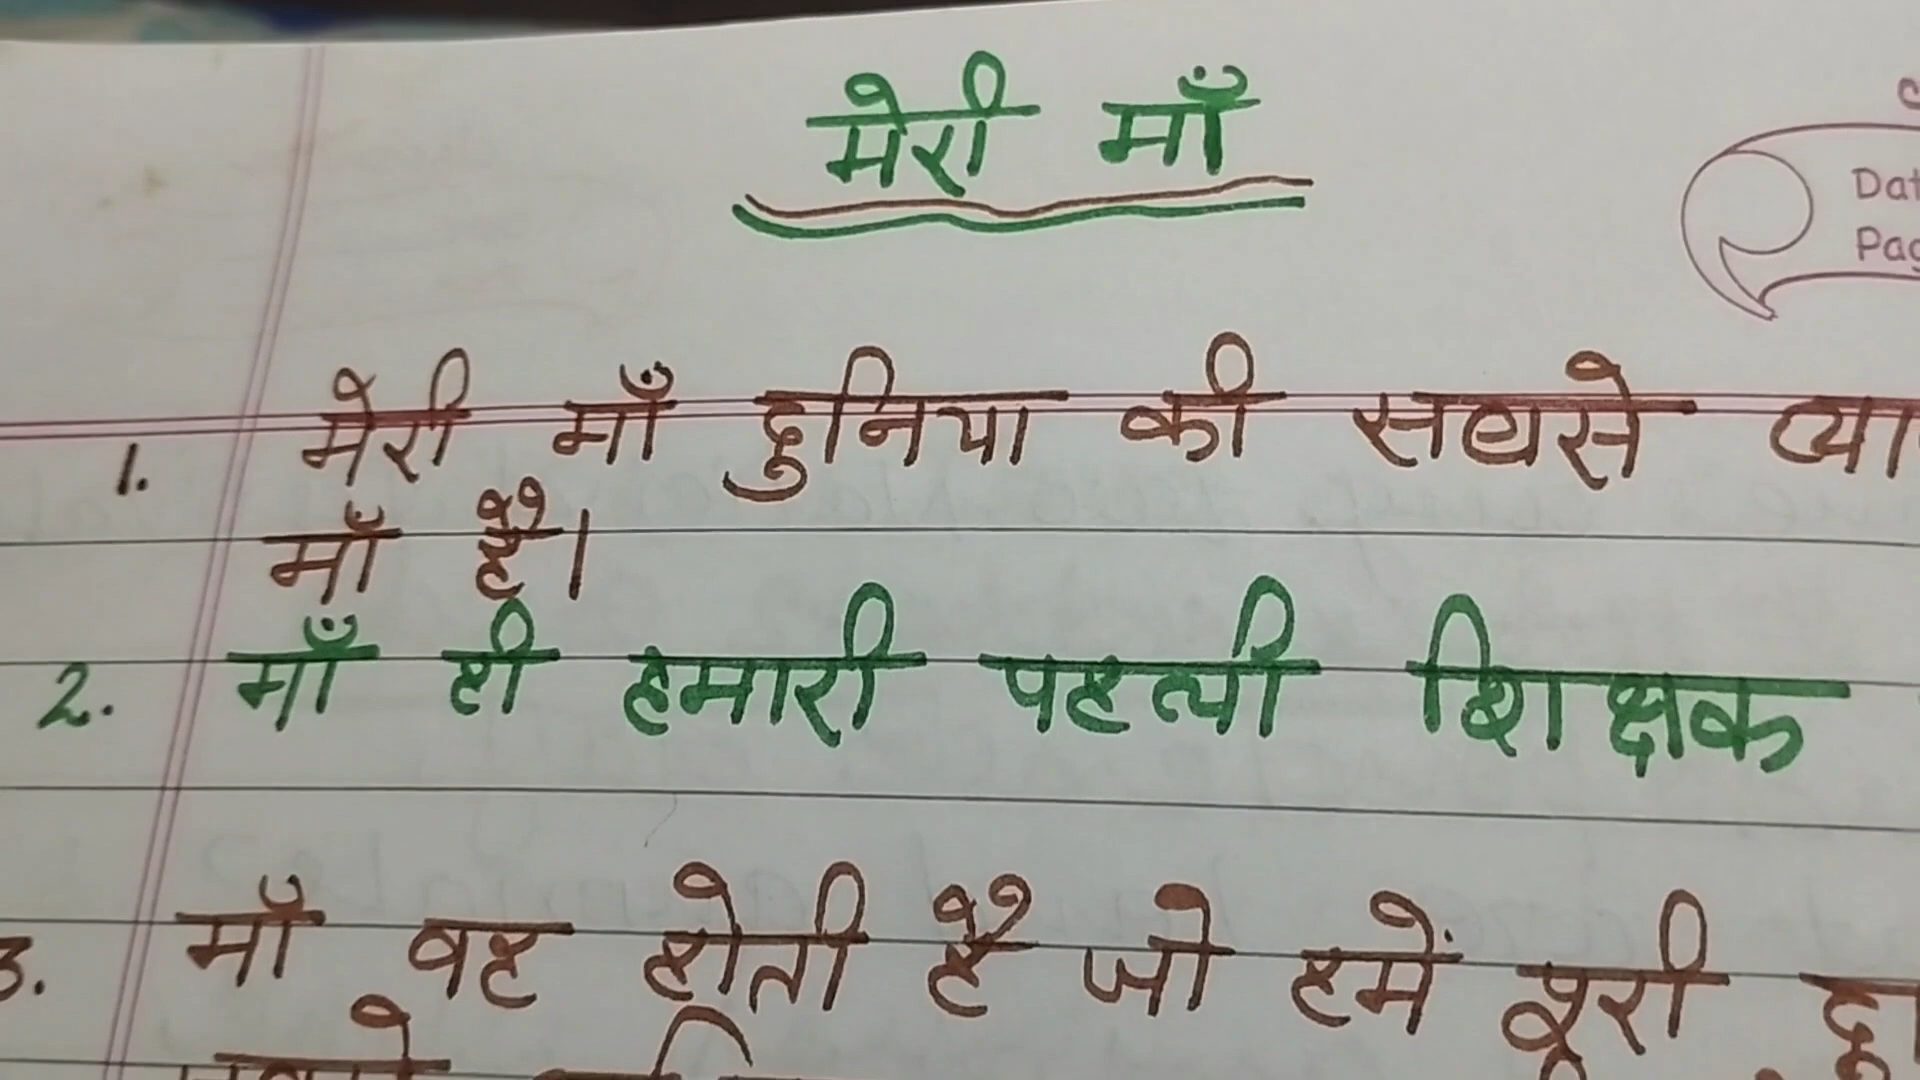 मेरी माँ
Dat
Pag
1. मेरी माँ दुनिया की सबसे प्या
माँ है।
2. माँ ही हमारी पहली शिक्षक
3. माँ वह होती है जो हमें बूरी दू